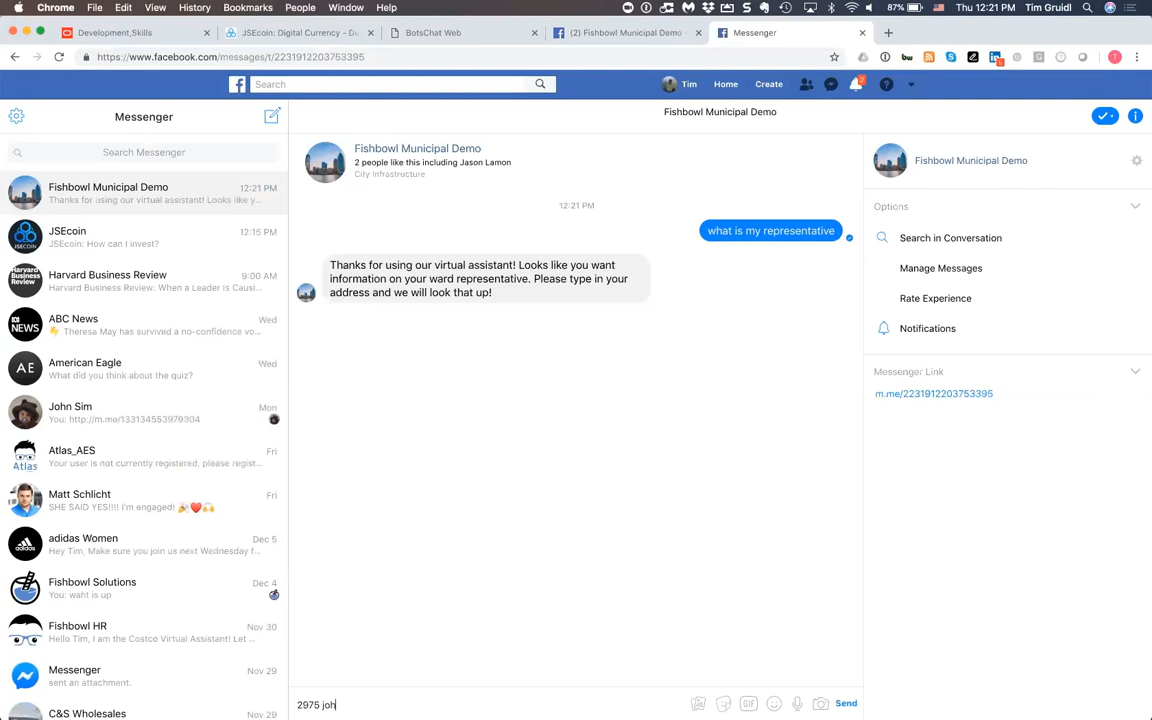 Chrome File Edit View History Bookmarks People Window Help 87% Thu 12:21 PM Tim Gruidl
Development,Skills JSEcoin: Digital Currency - Di BotsChat Web (2) Fishbowl Municipal Demo Messenger
https://www.facebook.com/messages/t/2231912203753395
Search Tim Home Create 2
Messenger
Fishbowl Municipal Demo
Search Messenger
Fishbowl Municipal Demo 12:21 PM
Thanks for using our virtual assistant! Looks like y...
JSEcoin 12:15 PM
JSEcoin: How can I invest?
Harvard Business Review 9:00 AM
Harvard Business Review: When a Leader Is Causi...
ABC News Wed
Theresa May has survived a no-confidence vo...
American Eagle Wed
What did you think about the quiz?
John Sim Mon
You: http://m.me/133134553979304
Atlas_AES Fri
Your user is not currently registered, please regist...
Matt Schlicht Fri
SHE SAID YES!!!! I'm engaged! 🎉❤️🙌
adidas Women Dec 5
Hey Tim, Make sure you join us next Wednesday f...
Fishbowl Solutions Dec 4
You: waht is up
Fishbowl HR Nov 30
Hello Tim, I am the Costco Virtual Assistant! Let ...
Messenger Nov 29
sent an attachment.
C&S Wholesales Nov 29
Fishbowl Municipal Demo
2 people like this including Jason Lamon
City Infrastructure
12:21 PM
what is my representative
Thanks for using our virtual assistant! Looks like you want
information on your ward representative. Please type in your
address and we will look that up!
2975 joh
GIF
Send
Fishbowl Municipal Demo
Options
Search in Conversation
Manage Messages
Rate Experience
Notifications
Messenger Link
m.me/2231912203753395